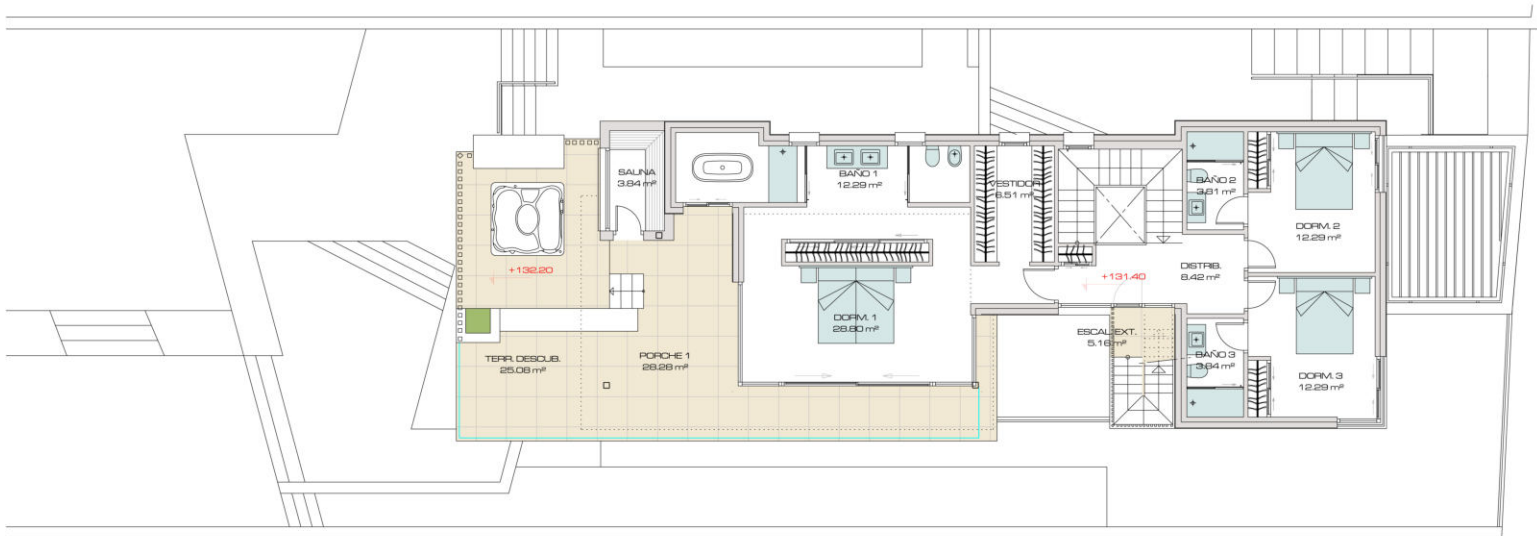 SAUNA
3.84 m²
BAÑO 1
12.29 m²
VESTIDOR
6.51 m²
BAÑO 2
3.81 m²
DORM. 2
12.29 m²
+132.20
+131.40
DISTRIB.
8.42 m²
DORM. 1
28.80 m²
ESCAL.EXT.
5.16 m²
TERR. DESCUB.
25.08 m²
PORCHE 1
28.28 m²
BAÑO 3
3.84 m²
DORM. 3
12.29 m²